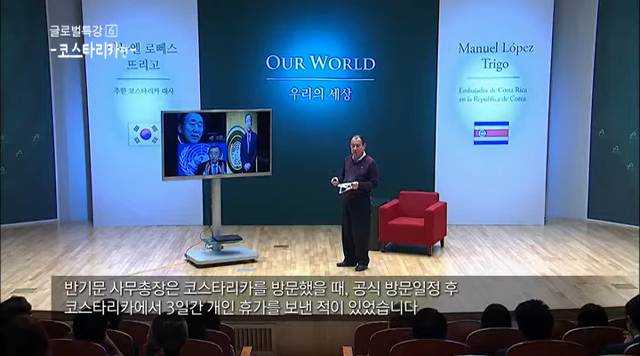 글로벌특강 6
- 코스타리카 -
로뻬스
뜨리고
주한 코스타리카 대사
OUR WORLD
우리의 세상
Manuel López
Trigo
Embajador de Costa Rica
en la República de Corea
반기문 사무총장은 코스타리카를 방문했을 때, 공식 방문일정 후
코스타리카에서 3일간 개인 휴가를 보낸 적이 있었습니다